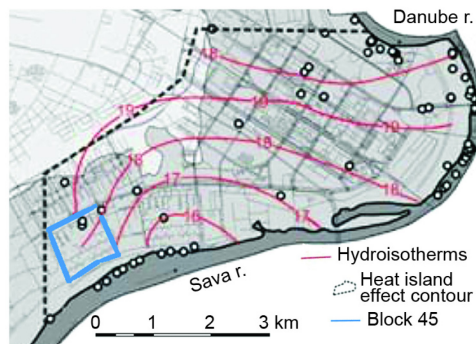 Danube r.
18
19
19
19
18
18
18
17
17
16
Sava r.
Hydroisotherms
Heat island
effect contour
Block 45
0 1 2 3 km